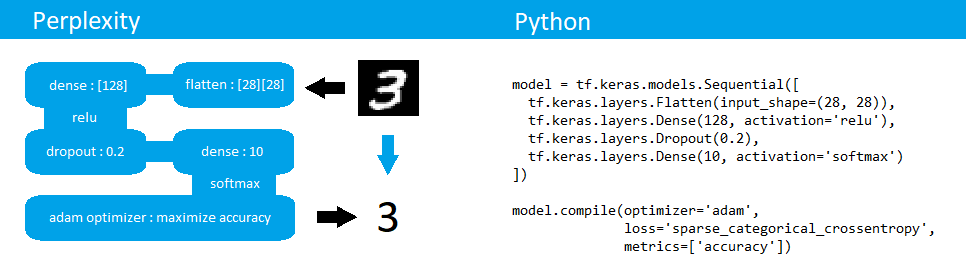 Perplexity
dense : [128]
flatten : [28][28]
relu
dropout : 0.2
dense : 10
softmax
adam optimizer : maximize accuracy
3
3
Python
model = tf.keras.models.Sequential([
  tf.keras.layers.Flatten(input_shape=(28, 28)),
  tf.keras.layers.Dense(128, activation='relu'),
  tf.keras.layers.Dropout(0.2),
  tf.keras.layers.Dense(10, activation='softmax')
])
model.compile(optimizer='adam',
              loss='sparse_categorical_crossentropy',
              metrics=['accuracy'])